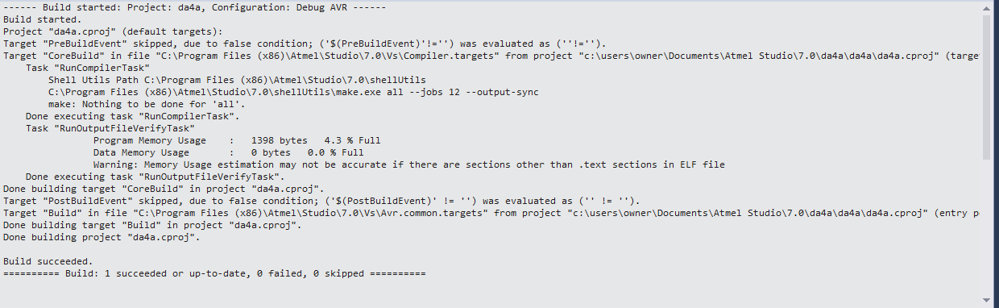 ------ Build started: Project: da4a, Configuration: Debug AVR ------
Build started.
Project "da4a.cproj" (default targets):
Target "PreBuildEvent" skipped, due to false condition; ('$(PreBuildEvent)'!='') was evaluated as (''!='').
Target "CoreBuild" in file "C:\Program Files (x86)\Atmel\Studio\7.0\Vs\Compiler.targets" from project "c:\users\owner\Documents\Atmel Studio\7.0\da4a\da4a\da4a.cproj" (targe
Task "RunCompilerTask"
Shell Utils Path C:\Program Files (x86)\Atmel\Studio\7.0\shellUtils
C:\Program Files (x86)\Atmel\Studio\7.0\shellUtils\make.exe all --jobs 12 --output-sync
make: Nothing to be done for 'all'.
Done executing task "RunCompilerTask".
Task "RunOutputFileVerifyTask"
Program Memory Usage : 1398 bytes 4.3 % Full
Data Memory Usage : 0 bytes 0.0 % Full
Warning: Memory Usage estimation may not be accurate if there are sections other than .text sections in ELF file
Done executing task "RunOutputFileVerifyTask".
Done building target "CoreBuild" in project "da4a.cproj".
Target "PostBuildEvent" skipped, due to false condition; ('$(PostBuildEvent)' != '') was evaluated as ('' != '').
Target "Build" in file "C:\Program Files (x86)\Atmel\Studio\7.0\Vs\Avr.common.targets" from project "c:\users\owner\Documents\Atmel Studio\7.0\da4a\da4a\da4a.cproj" (entry p
Done building target "Build" in project "da4a.cproj".
Done building project "da4a.cproj".
Build succeeded.
========== Build: 1 succeeded or up-to-date, 0 failed, 0 skipped ==========